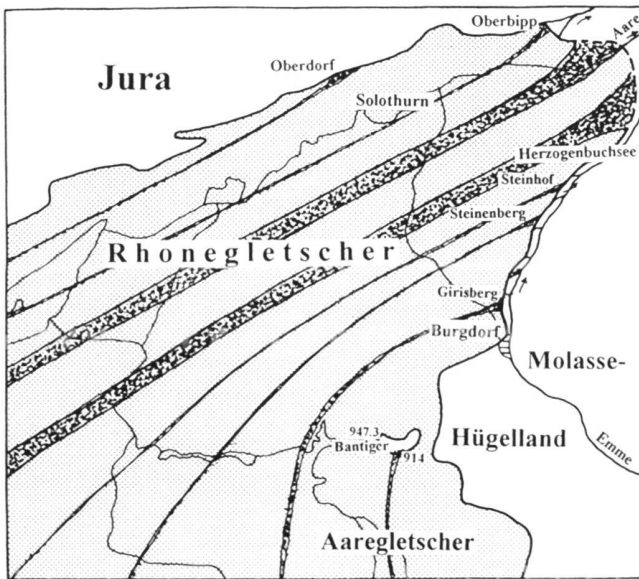 Oberbipp
Aare
Jura
Oberdorf
Solothurn
Herzogenbuchsee
Steinhof
Steinenberg
Rhonegletscher
Girisberg
Burgdorf
Molasse-
947.3
Bantiger
914
Hügelland
Emme
Aaregletscher